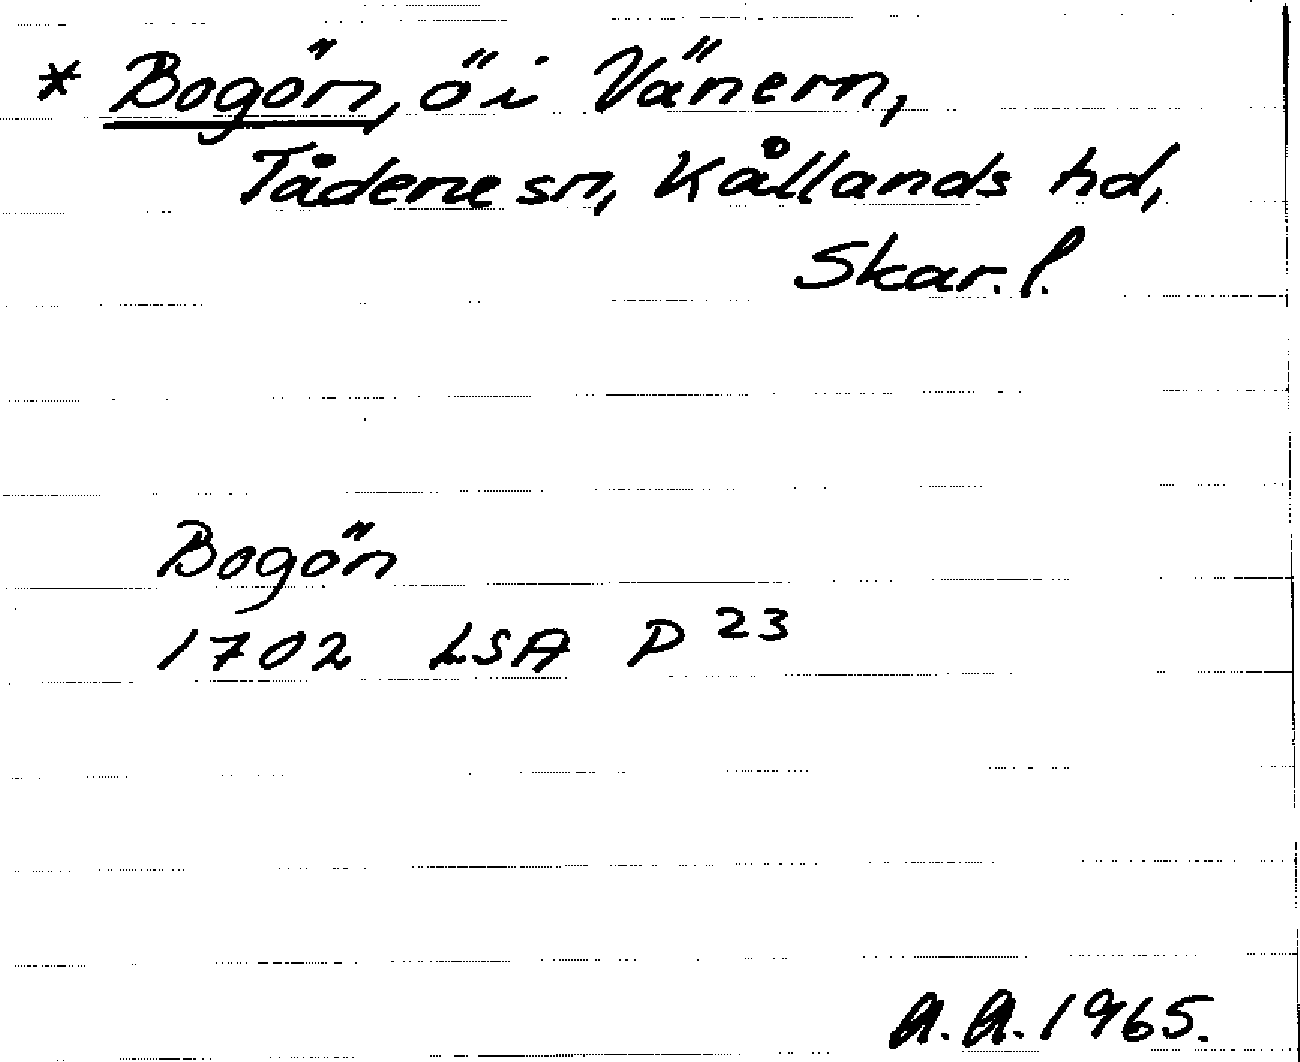 * Bogön, ö i Vänern,
Tådene sn, Kållands hd,
Skar. l.
Bogön
1702 LSA P 23
A.A. 1965.